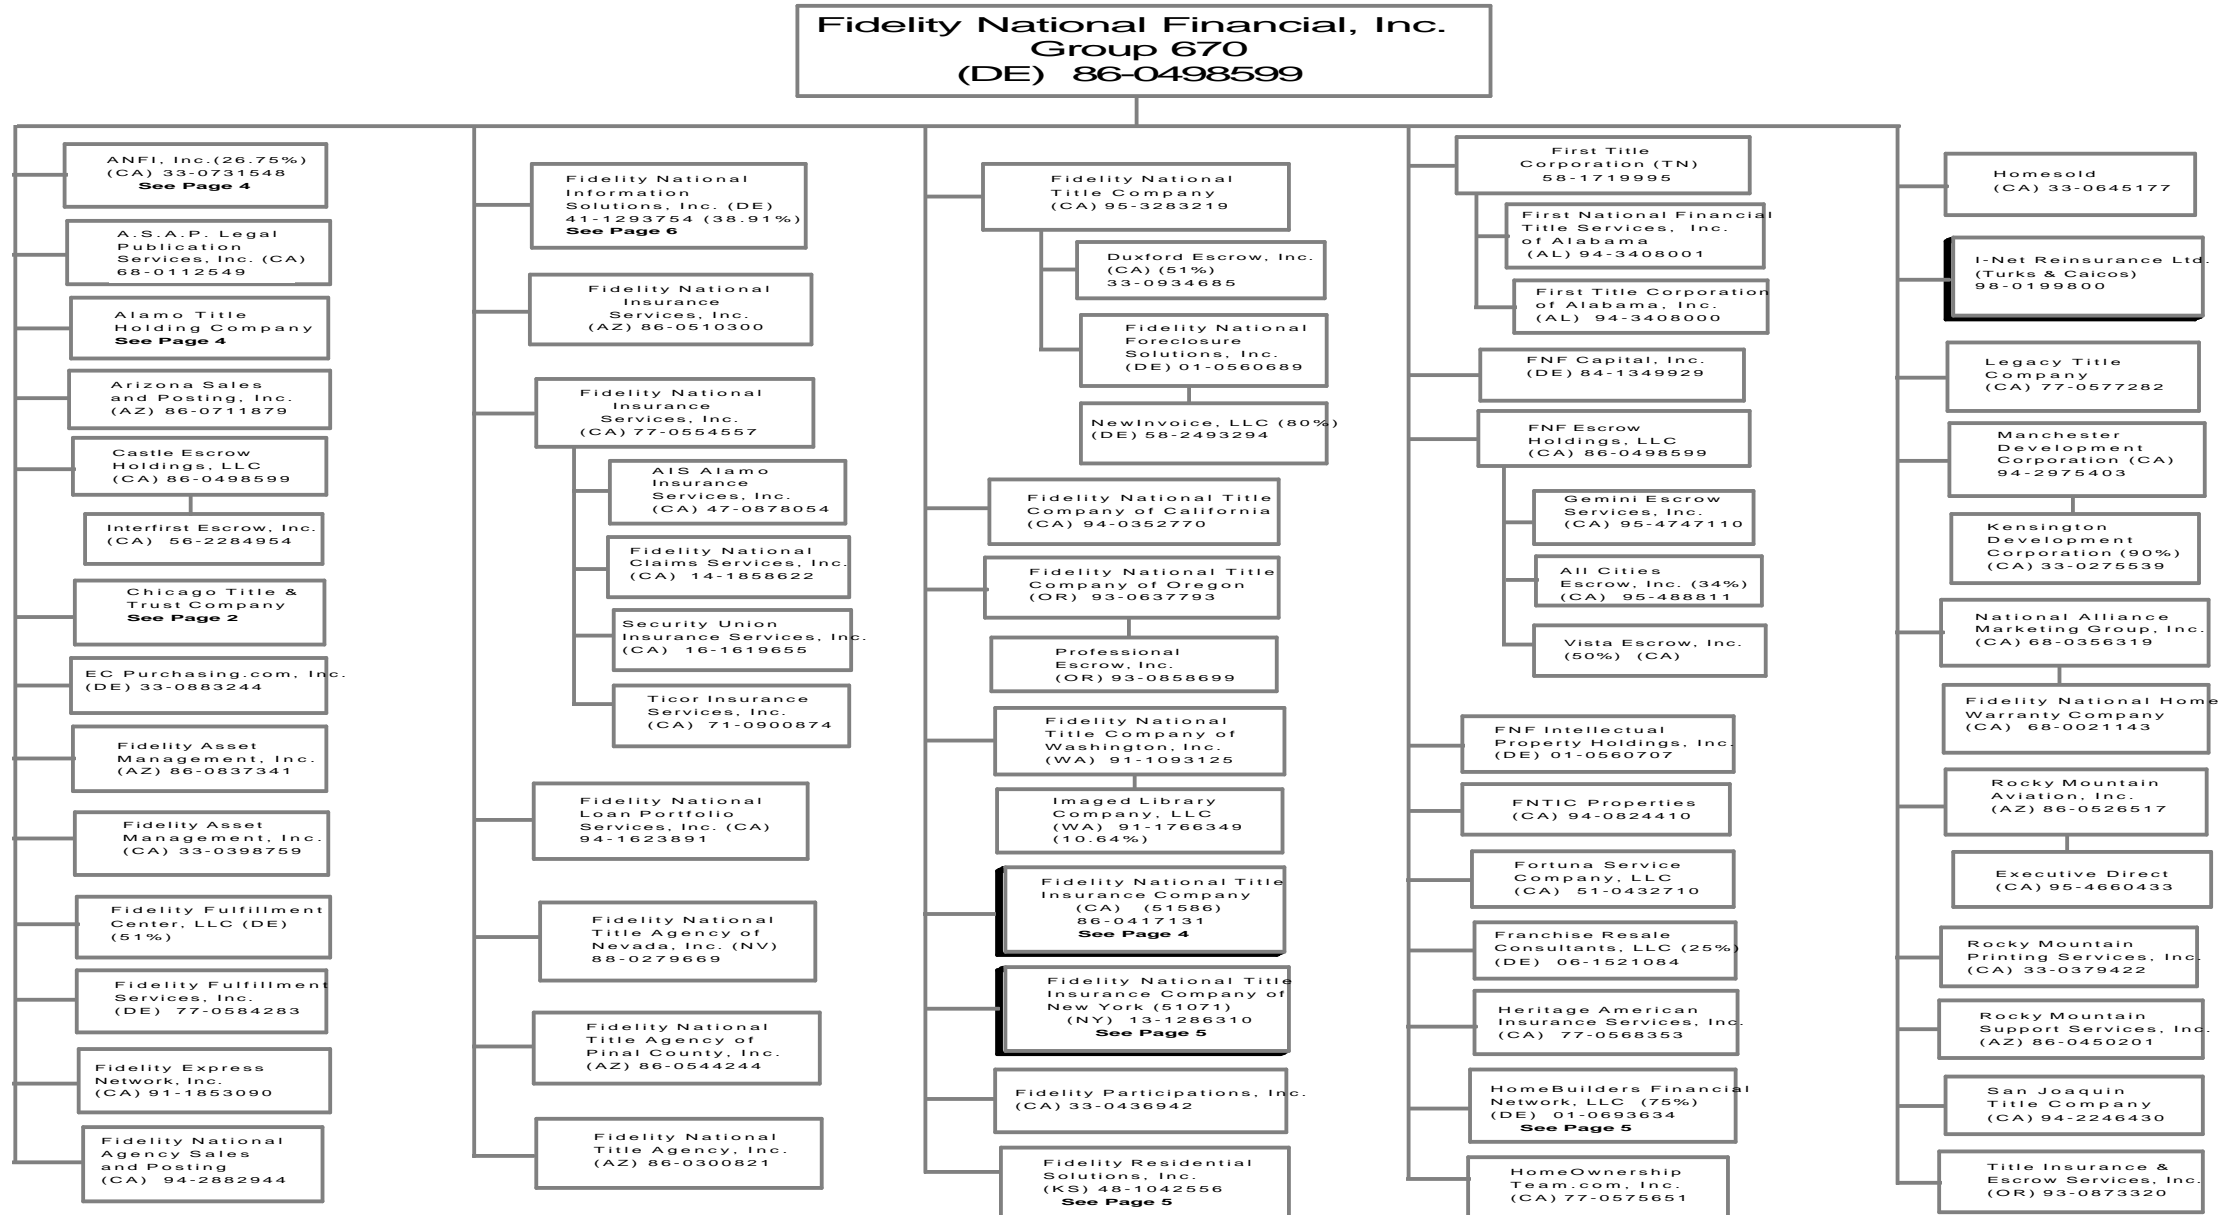 Fidelity National Financial, Inc.
Group 670
(DE) 86-0498599
ANFI, Inc.(26.75%)
(CA) 33-0731548
See Page 4
A.S.A.P. Legal
Publication
Services, Inc. (CA)
68-0112549
Alamo Title
Holding Company
See Page 4
Arizona Sales
and Posting, Inc.
(AZ) 86-0711879
Castle Escrow
Holdings, LLC
(CA) 86-0498599
Interfirst Escrow, Inc.
(CA) 56-2284954
Chicago Title &
Trust Company
See Page 2
EC Purchasing.com, Inc.
(DE) 33-0883244
Fidelity Asset
Management, Inc.
(AZ) 86-0837341
Fidelity Asset
Management, Inc.
(CA) 33-0398759
Fidelity Fulfillment
Center, LLC (DE)
(51%)
Fidelity Fulfillment
Services, Inc.
(DE) 77-0584283
Fidelity Express
Network, Inc.
(CA) 91-1853090
Fidelity National
Agency Sales
and Posting
(CA) 94-2882944
Fidelity National
Information
Solutions, Inc. (DE)
41-1293754 (38.91%)
See Page 6
Fidelity National
Insurance
Services, Inc.
(AZ) 86-0510300
Fidelity National
Insurance
Services, Inc.
(CA) 77-0554557
AIS Alamo
Insurance
Services, Inc.
(CA) 47-0878054
Fidelity National
Claims Services, Inc.
(CA) 14-1858622
Security Union
Insurance Services, Inc.
(CA) 16-1619655
Ticor Insurance
Services, Inc.
(CA) 71-0900874
Fidelity National
Loan Portfolio
Services, Inc. (CA)
94-1623891
Fidelity National
Title Agency of
Nevada, Inc. (NV)
88-0279669
Fidelity National
Title Agency of
Pinal County, Inc.
(AZ) 86-0544244
Fidelity National
Title Agency, Inc.
(AZ) 86-0300821
Fidelity National
Title Company
(CA) 95-3283219
Duxford Escrow, Inc.
(CA) (51%)
33-0934685
Fidelity National
Foreclosure
Solutions, Inc.
(DE) 01-0560689
NewInvoice, LLC (80%)
(DE) 58-2493294
Fidelity National Title
Company of California
(CA) 94-0352770
Fidelity National Title
Company of Oregon
(OR) 93-0637793
Professional
Escrow, Inc.
(OR) 93-0858699
Fidelity National
Title Company of
Washington, Inc.
(WA) 91-1093125
Imaged Library
Company, LLC
(WA) 91-1766349
(10.64%)
Fidelity National Title
Insurance Company
(CA) (51586)
86-0417131
See Page 4
Fidelity National Title
Insurance Company of
New York (51071)
(NY) 13-1286310
See Page 5
Fidelity Participations, Inc.
(CA) 33-0436942
Fidelity Residential
Solutions, Inc.
(KS) 48-1042556
See Page 5
First Title
Corporation (TN)
58-1719995
First National Financial
Title Services, Inc.
of Alabama
(AL) 94-3408001
First Title Corporation
of Alabama, Inc.
(AL) 94-3408000
FNF Capital, Inc.
(DE) 84-1349929
FNF Escrow
Holdings, LLC
(CA) 86-0498599
Gemini Escrow
Services, Inc.
(CA) 95-4747110
All Cities
Escrow, Inc. (34%)
(CA) 95-488811
Vista Escrow, Inc.
(50%) (CA)
FNF Intellectual
Property Holdings, Inc.
(DE) 01-0560707
FNTIC Properties
(CA) 94-0824410
Fortuna Service
Company, LLC
(CA) 51-0432710
Franchise Resale
Consultants, LLC (25%)
(DE) 06-1521084
Heritage American
Insurance Services, Inc.
(CA) 77-0568353
HomeBuilders Financial
Network, LLC (75%)
(DE) 01-0693634
See Page 5
HomeOwnership
Team.com, Inc.
(CA) 77-0575651
Homesold
(CA) 33-0645177
I-Net Reinsurance Ltd.
(Turks & Caicos)
98-0199800
Legacy Title
Company
(CA) 77-0577282
Manchester
Development
Corporation (CA)
94-2975403
Kensington
Development
Corporation (90%)
(CA) 33-0275539
National Alliance
Marketing Group, Inc.
(CA) 68-0356319
Fidelity National Home
Warranty Company
(CA) 68-0021143
Rocky Mountain
Aviation, Inc.
(AZ) 86-0526517
Executive Direct
(CA) 95-4660433
Rocky Mountain
Printing Services, Inc.
(CA) 33-0379422
Rocky Mountain
Support Services, Inc.
(AZ) 86-0450201
San Joaquin
Title Company
(CA) 94-2246430
Title Insurance &
Escrow Services, Inc.
(OR) 93-0873320